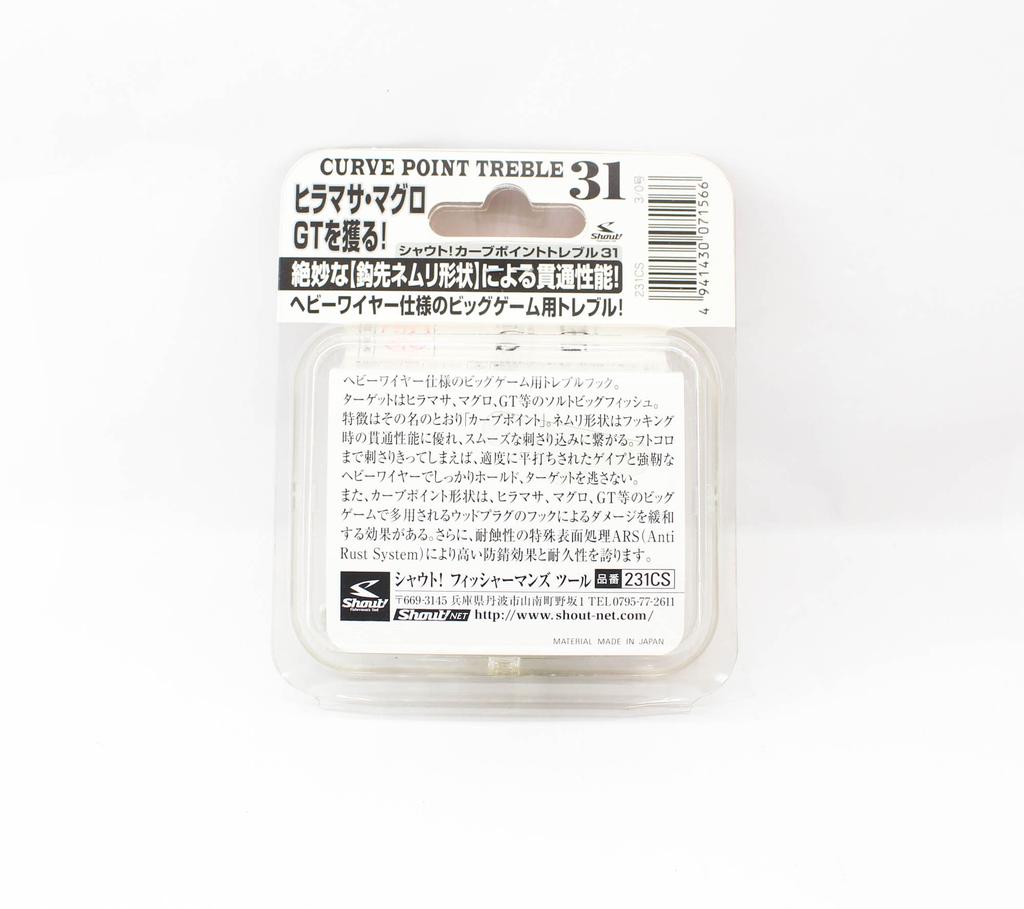 CURVE POINT TREBLE 31
ヒラマサ・マグロ
GTを獲る!
Shout!
シャウト!カーブポイントトレブル31
絶妙な【鈎先ネムリ形状】による貫通性能!
ヘビーワイヤー仕様のビッグゲーム用トレブル!
231CS 3/0号
4 941430 071566
ヘビーワイヤー仕様のビッグゲーム用トレブルフック。
ターゲットはヒラマサ、マグロ、GT等のソルトビッグフィッシュ。
特徴はその名のとおり「カーブポイント」。ネムリ形状はフッキング
時の貫通性能に優れ、スムーズな刺さり込みに繋がる。フトコロ
まで刺さりきってしまえば、適度に平打ちされたゲイプと強靭な
ヘビーワイヤーでしっかりホールド、ターゲットを逃さない。
また、カーブポイント形状は、ヒラマサ、マグロ、GT等のビッグ
ゲームで多用されるウッドプラグのフックによるダメージを緩和
する効果がある。さらに、耐蝕性の特殊表面処理ARS(Anti
Rust System)により高い防錆効果と耐久性を誇ります。
Shout! Fisherman's Tool
シャウト! フィッシャーマンズ ツール 品番 231CS
〒669-3145 兵庫県丹波市山南町野坂1 TEL0795-77-2611
Shout!NET http://www.shout-net.com/
MATERIAL MADE IN JAPAN